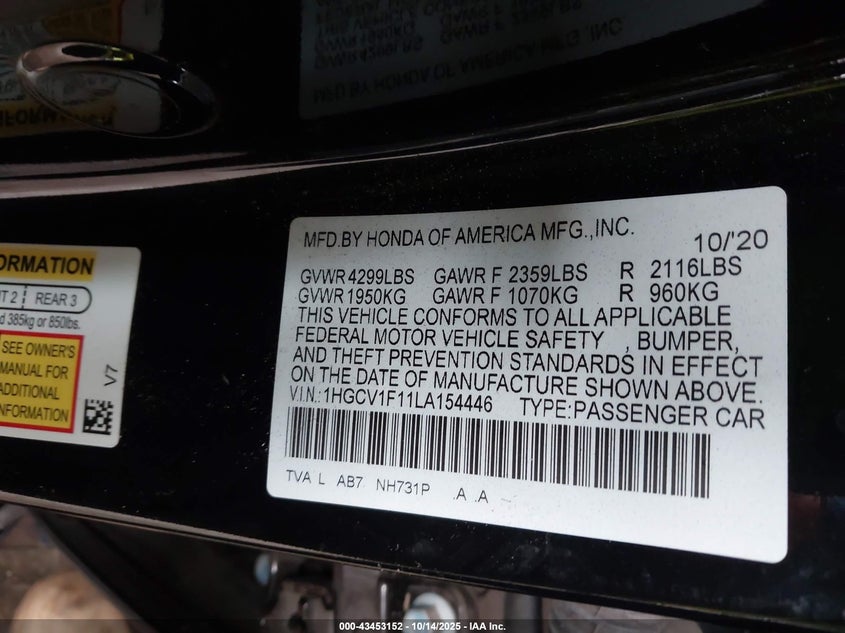 MFD.BY HONDA OF AMERICA MFG.,INC.
10/'20
GVWR 4299LBS GAWR F 2359LBS R 2116LBS
GVWR 1950KG GAWR F 1070KG R 960KG
THIS VEHICLE CONFORMS TO ALL APPLICABLE
FEDERAL MOTOR VEHICLE SAFETY , BUMPER,
AND THEFT PREVENTION STANDARDS IN EFFECT
ON THE DATE OF MANUFACTURE SHOWN ABOVE.
V I N : 1HGCV1F11LA154446 TYPE:PASSENGER CAR
TVA L AB7 NH731P .A .A
ORMATION
T 2 REAR 3
d 385kg or 850lbs.
SEE OWNER'S
MANUAL FOR
ADDITIONAL
INFORMATION
V7
000-43453152 - 10/14/2025 - IAA Inc.